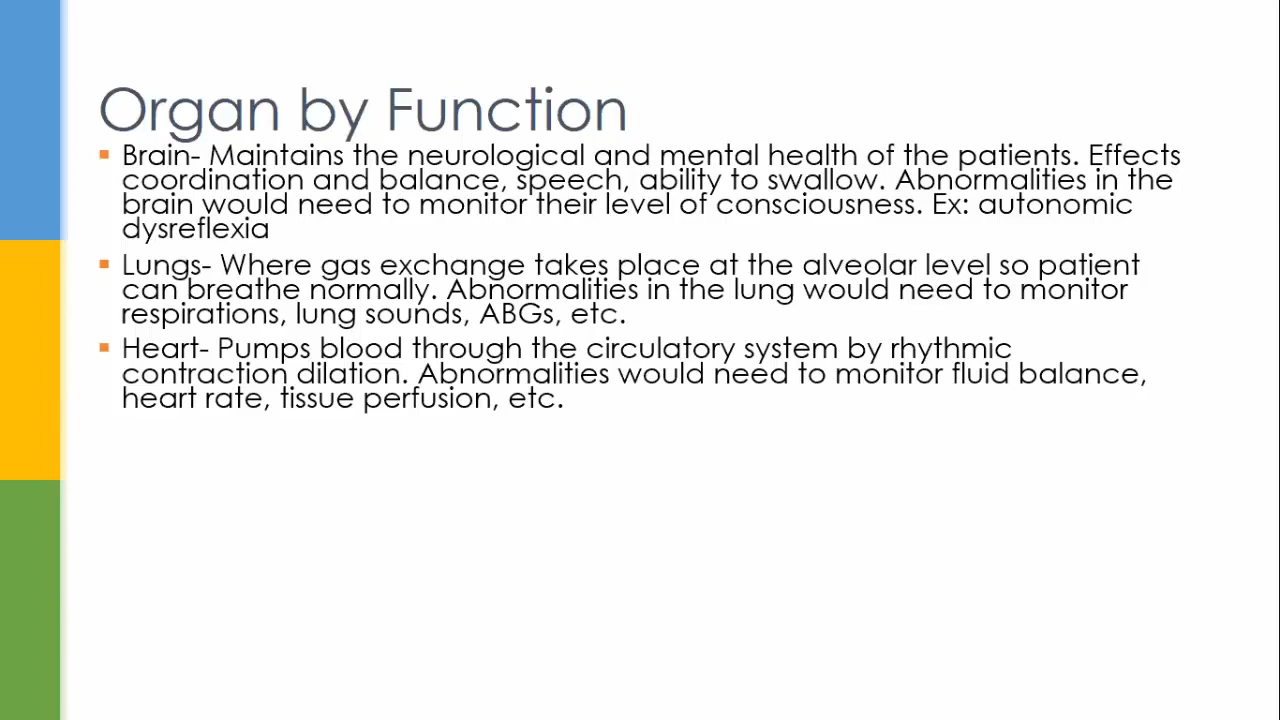 Organ by Function
Brain- Maintains the neurological and mental health of the patients. Effects
coordination and balance, speech, ability to swallow. Abnormalities in the
brain would need to monitor their level of consciousness. Ex: autonomic
dysreflexia
Lungs- Where gas exchange takes place at the alveolar level so patient
can breathe normally. Abnormalities in the lung would need to monitor
respirations, lung sounds, ABGs, etc.
Heart- Pumps blood through the circulatory system by rhythmic
contraction dilation. Abnormalities would need to monitor fluid balance,
heart rate, tissue perfusion, etc.